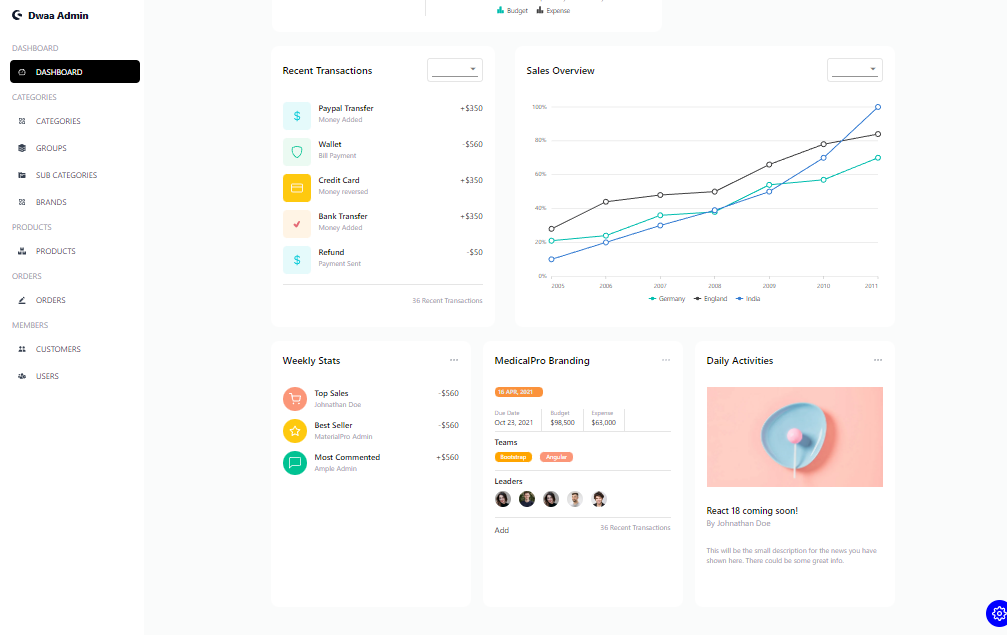 Dwaa Admin
DASHBOARD
DASHBOARD
CATEGORIES
CATEGORIES
GROUPS
SUB CATEGORIES
BRANDS
PRODUCTS
PRODUCTS
ORDERS
ORDERS
MEMBERS
CUSTOMERS
USERS
Budget Expense
Recent Transactions
Paypal Transfer +$350
Money Added
Wallet -$560
Bill Payment
Credit Card +$350
Money reversed
Bank Transfer +$350
Money Added
Refund -$50
Payment Sent
36 Recent Transactions
Sales Overview
100%
80%
60%
40%
20%
0%
2005 2006 2007 2008 2009 2010 2011
Germany England India
Weekly Stats
Top Sales -$560
Johnathan Doe
Best Seller -$560
MaterialPro Admin
Most Commented +$560
Ample Admin
MedicalPro Branding
16 APR, 2021
Due Date Budget Expense
Oct 23, 2021 $98,500 $63,000
Teams
Bootstrap Angular
Leaders
Add 36 Recent Transactions
Daily Activities
React 18 coming soon!
By Johnathan Doe
This will be the small description for the news you have
shown here. There could be some great info.